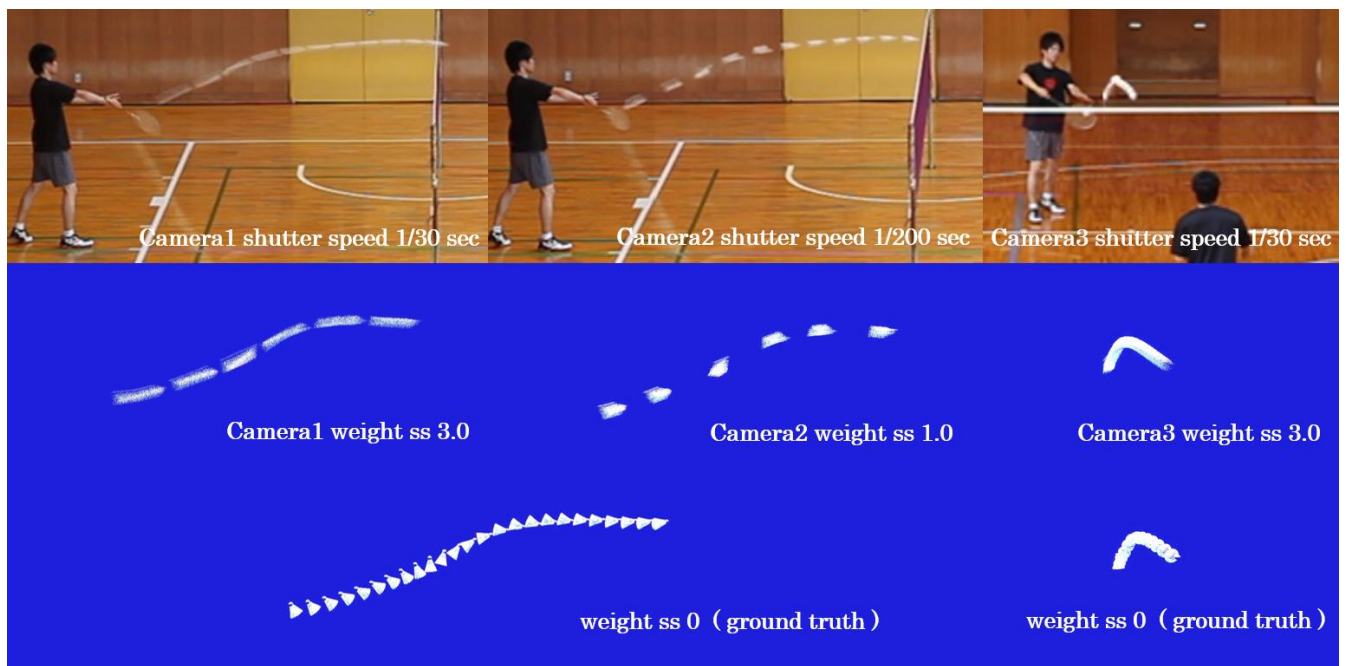 Camera1 shutter speed 1/30 sec
Camera2 shutter speed 1/200 sec
Camera3 shutter speed 1/30 sec
Camera1 weight ss 3.0
Camera2 weight ss 1.0
Camera3 weight ss 3.0
weight ss 0 ( ground truth )
weight ss 0 ( ground truth )